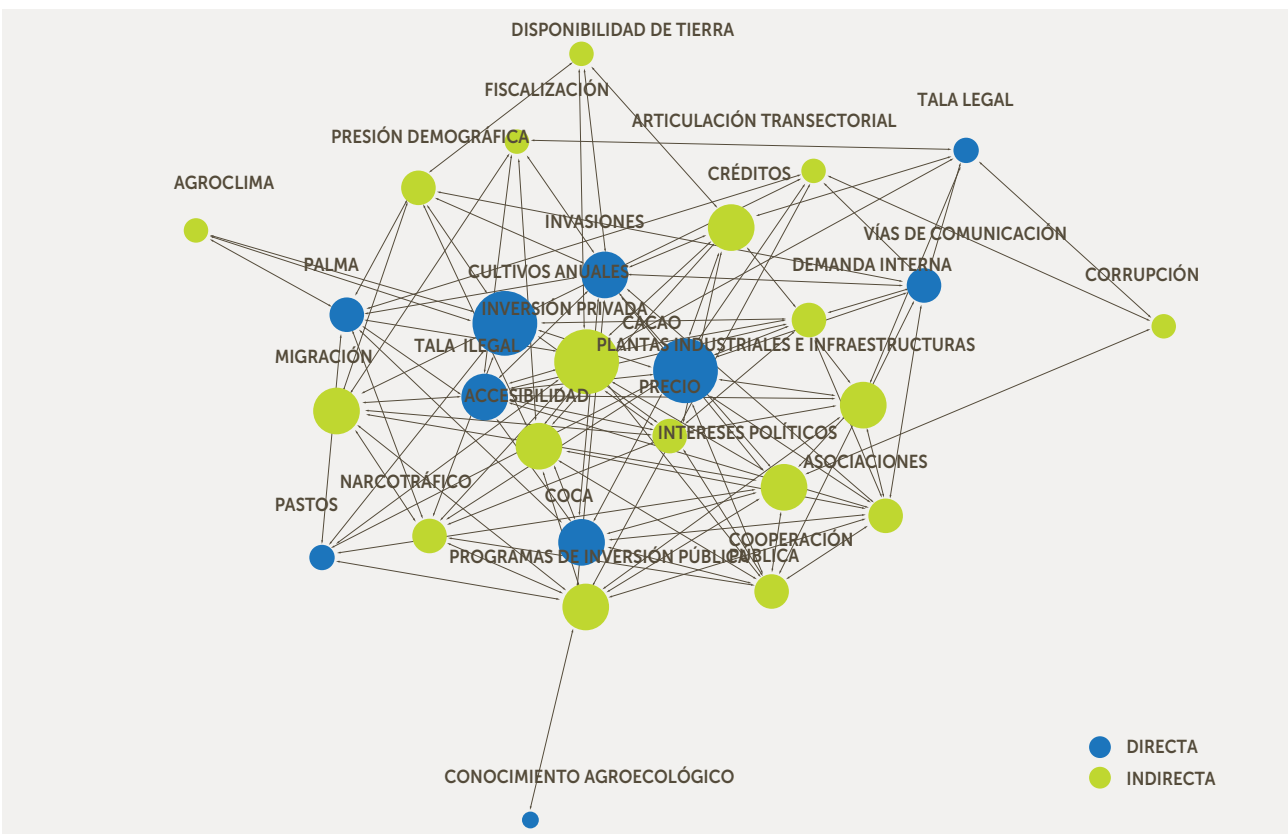 DISPONIBILIDAD DE TIERRA
FISCALIZACIÓN
TALA LEGAL
ARTICULACIÓN TRANSECTORIAL
PRESIÓN DEMOGRÁFICA
CRÉDITOS
AGROCLIMA
INVASIONES
VÍAS DE COMUNICACIÒN
PALMA
CULTIVOS ANUALES
DEMANDA INTERNA
CORRUPCIÓN
INVERSIÓN PRIVADA
CACAO
TALA ILEGAL
PLANTAS INDUSTRIALES E INFRAESTRUCTURAS
MIGRACIÓN
PRECIO
ACCESIBILIDAD
INTERESES POLÍTICOS
ASOCIACIONES
NARCOTRÁFICO
COCA
PASTOS
COOPERACIÓN
PÚBLICA
PROGRAMAS DE INVERSIÓN PÚBLICA
DIRECTA
CONOCIMIENTO AGROECOLÓGICO
INDIRECTA